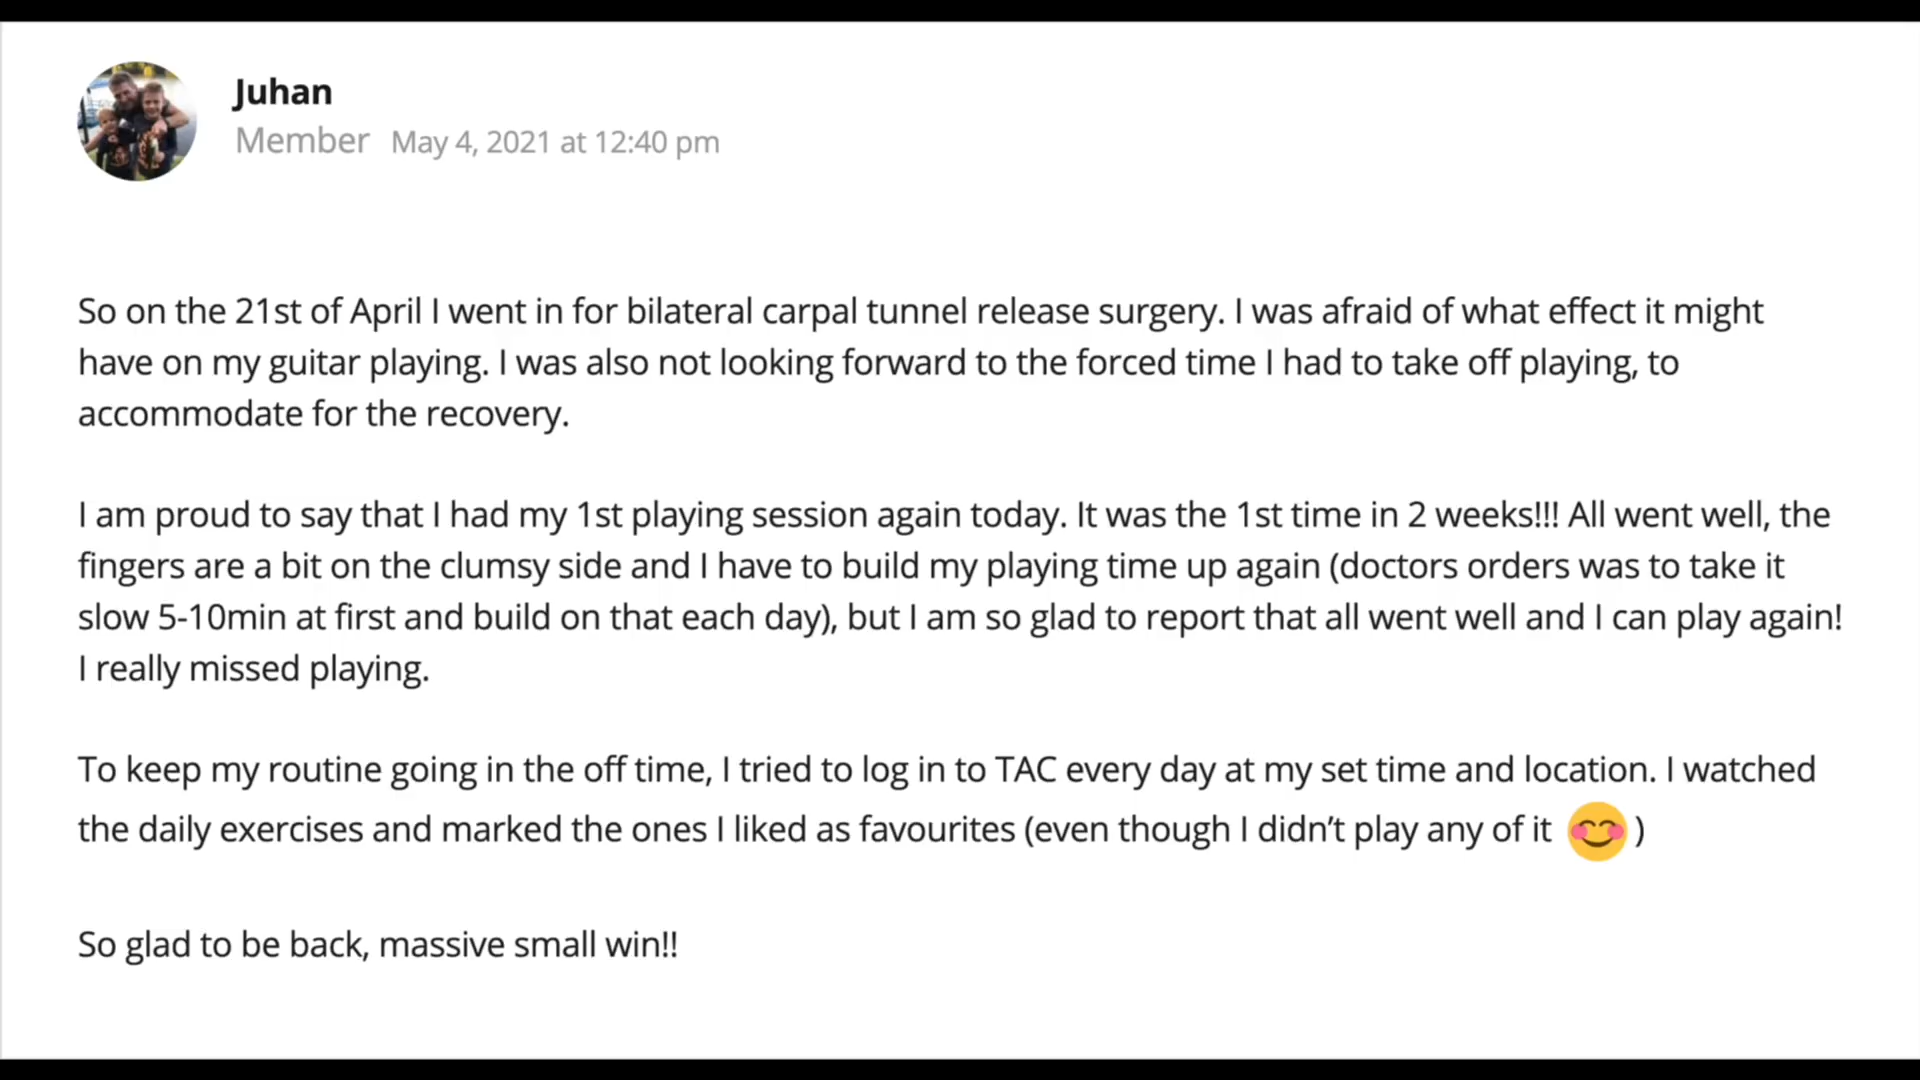 Juhan
Member May 4, 2021 at 12:40 pm
So on the 21st of April I went in for bilateral carpal tunnel release surgery. I was afraid of what effect it might
have on my guitar playing. I was also not looking forward to the forced time I had to take off playing, to
accommodate for the recovery.
I am proud to say that I had my 1st playing session again today. It was the 1st time in 2 weeks!!! All went well, the
fingers are a bit on the clumsy side and I have to build my playing time up again (doctors orders was to take it
slow 5-10min at first and build on that each day), but I am so glad to report that all went well and I can play again!
I really missed playing.
To keep my routine going in the off time, I tried to log in to TAC every day at my set time and location. I watched
the daily exercises and marked the ones I liked as favourites (even though I didn’t play any of it 😊 )
So glad to be back, massive small win!!